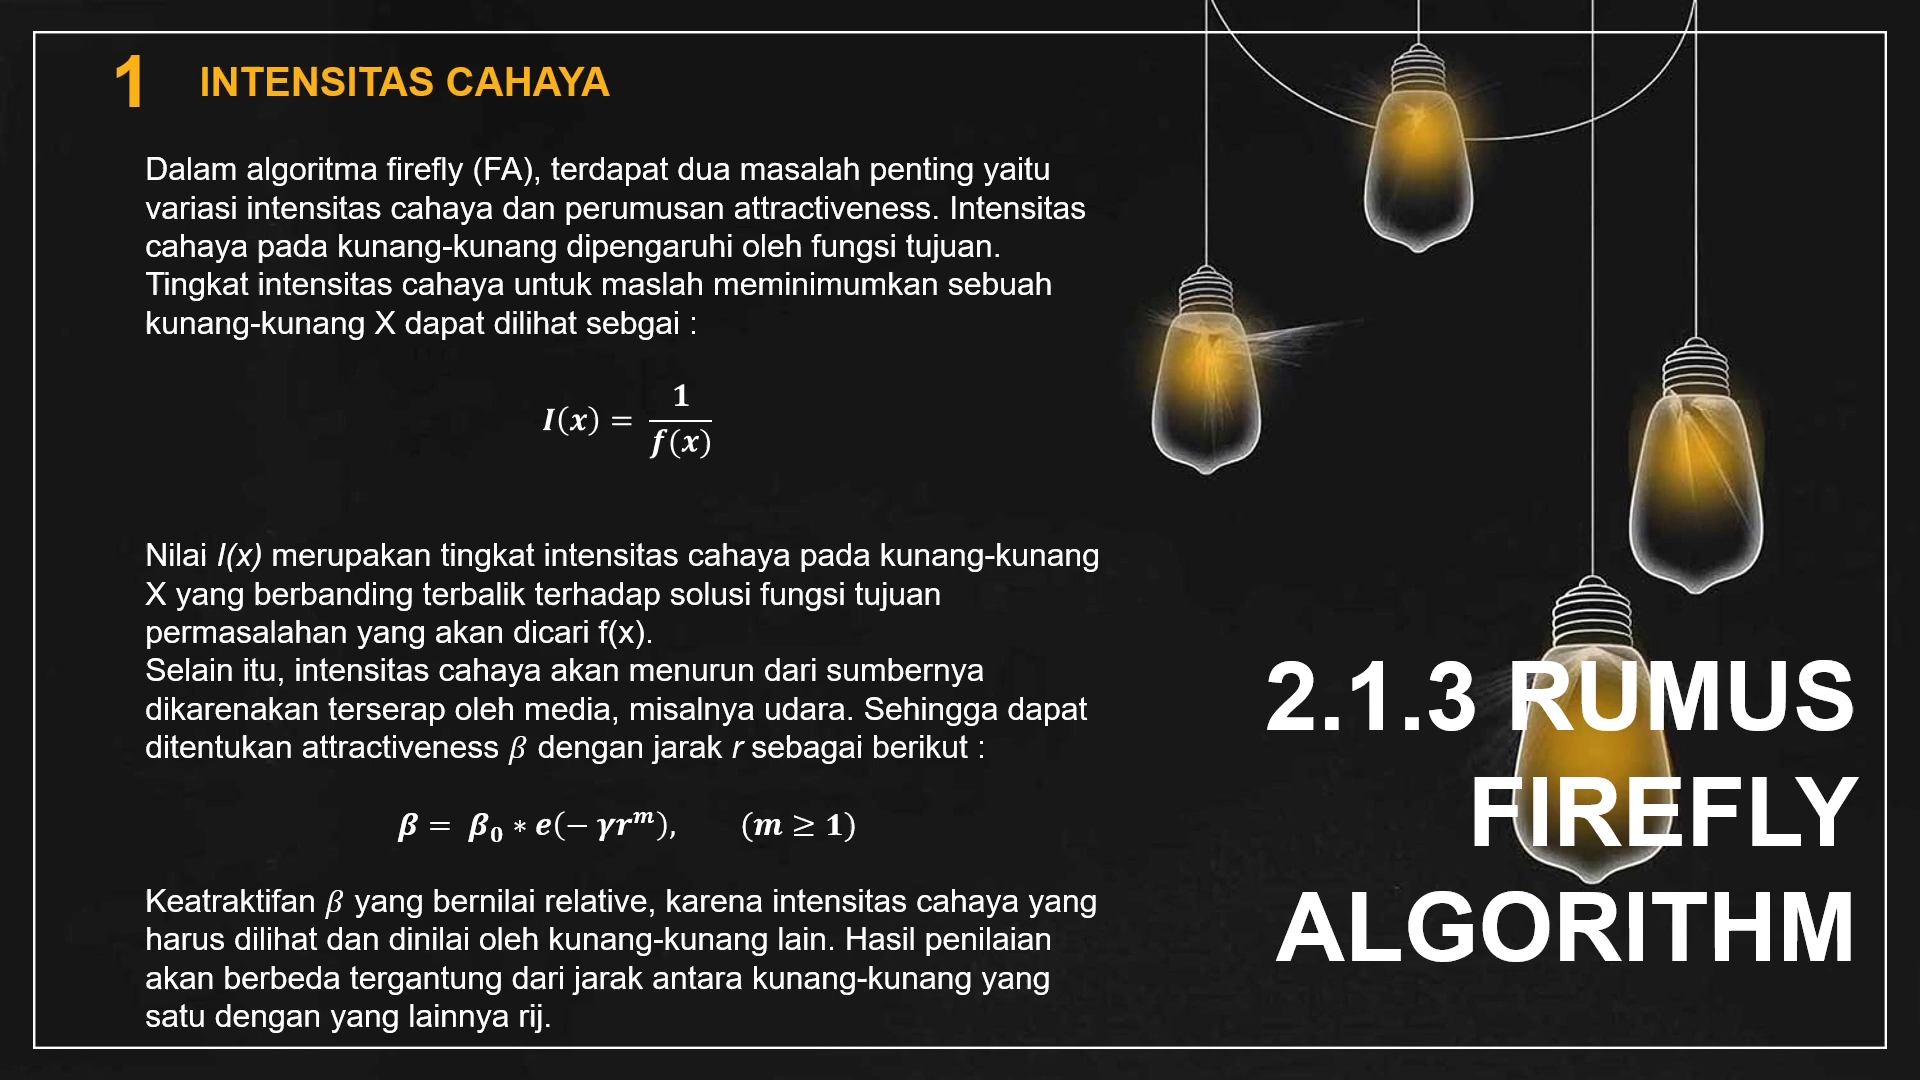 1 INTENSITAS CAHAYA
Dalam algoritma firefly (FA), terdapat dua masalah penting yaitu
variasi intensitas cahaya dan perumusan attractiveness. Intensitas
cahaya pada kunang-kunang dipengaruhi oleh fungsi tujuan.
Tingkat intensitas cahaya untuk maslah meminimumkan sebuah
kunang-kunang X dapat dilihat sebgai :
I(x) = 1 / f(x)
Nilai I(x) merupakan tingkat intensitas cahaya pada kunang-kunang
X yang berbanding terbalik terhadap solusi fungsi tujuan
permasalahan yang akan dicari f(x).
Selain itu, intensitas cahaya akan menurun dari sumbernya
dikarenakan terserap oleh media, misalnya udara. Sehingga dapat
ditentukan attractiveness β dengan jarak r sebagai berikut :
β = β₀ * e(− γrᵐ), (m ≥ 1)
Keatraktifan β yang bernilai relative, karena intensitas cahaya yang
harus dilihat dan dinilai oleh kunang-kunang lain. Hasil penilaian
akan berbeda tergantung dari jarak antara kunang-kunang yang
satu dengan yang lainnya rij.
2.1.3 RUMUS
FIREFLY
ALGORITHM